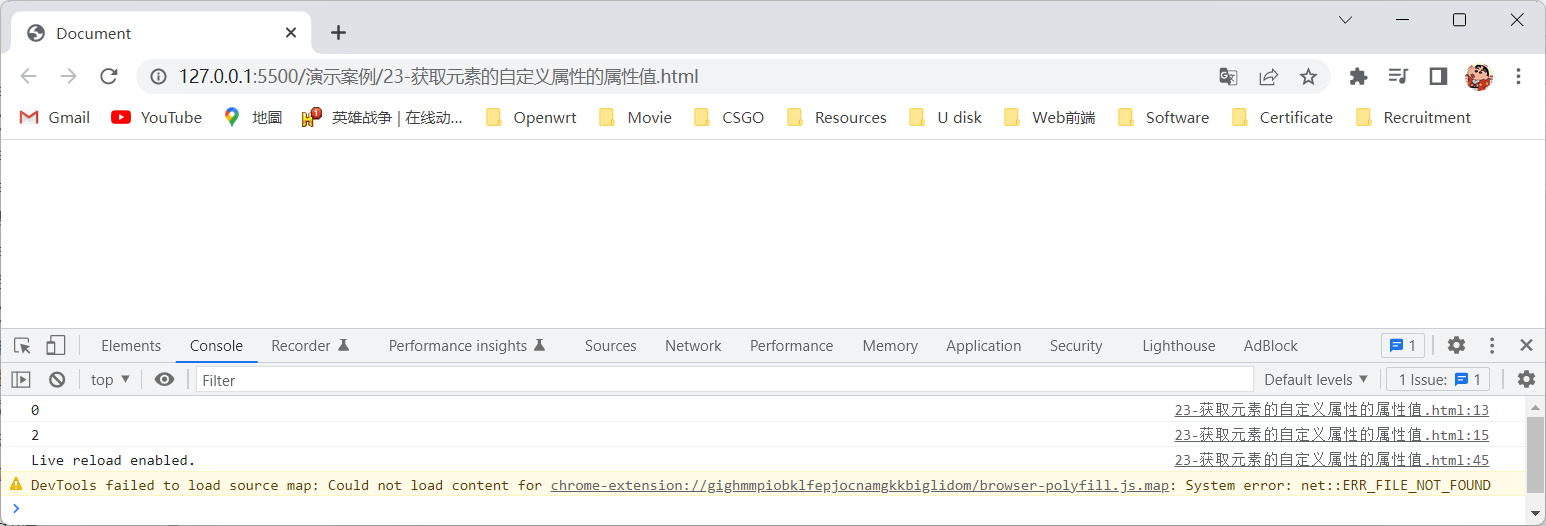 Document
127.0.0.1:5500/演示案例/23-获取元素的自定义属性的属性值.html
Gmail YouTube 地圖 英雄战争 | 在线动... Openwrt Movie CSGO Resources U disk Web前端 Software Certificate Recruitment
Elements Console Recorder Performance insights Sources Network Performance Memory Application Security Lighthouse AdBlock 1
top Filter Default levels 1 Issue: 1
0 23-获取元素的自定义属性的属性值.html:13
2 23-获取元素的自定义属性的属性值.html:15
Live reload enabled. 23-获取元素的自定义属性的属性值.html:45
DevTools failed to load source map: Could not load content for chrome-extension://gighmmpiobklfepjocnamgkkbiglidom/browser-polyfill.js.map: System error: net::ERR_FILE_NOT_FOUND